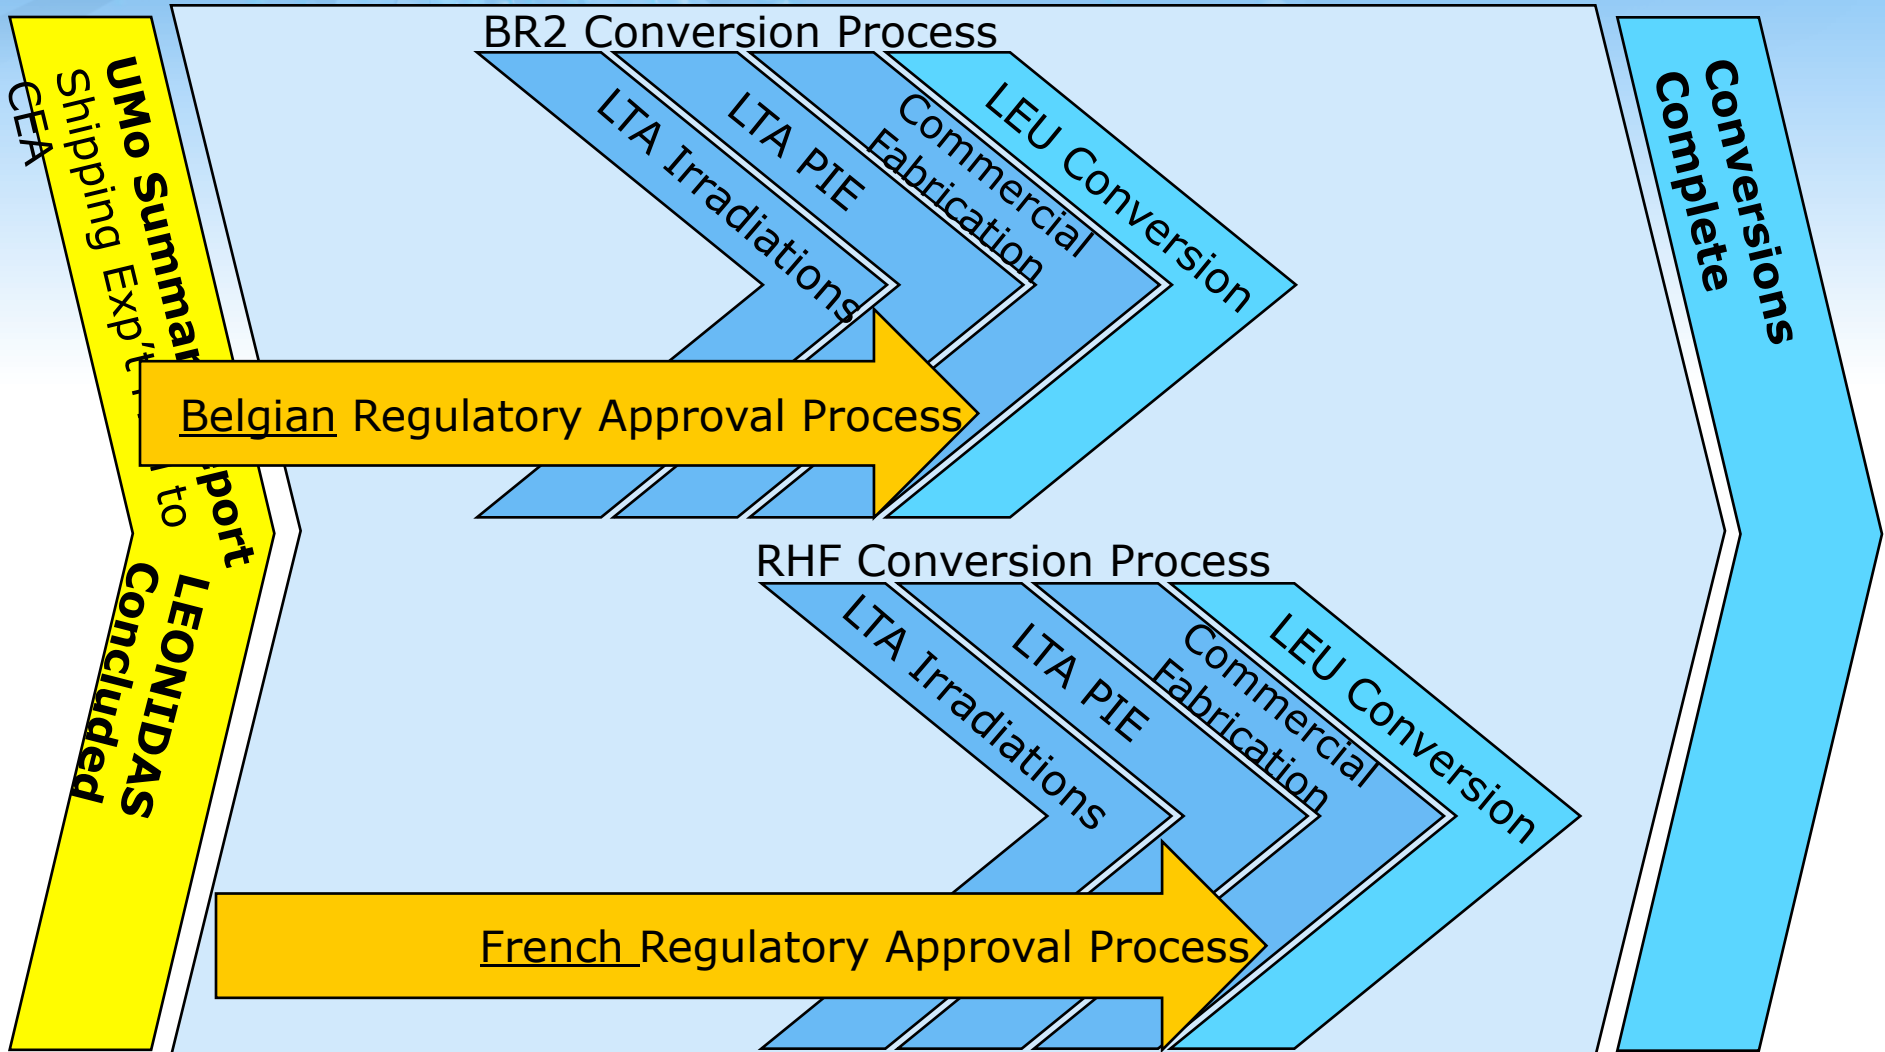 UMo Summar port
Shipping Exp't to
CEA
LEONIDAS
Concluded
BR2 Conversion Process
LTA Irradiations
LTA PIE
Commercial
Fabrication
LEU Conversion
Belgian Regulatory Approval Process
RHF Conversion Process
LTA Irradiations
LTA PIE
Commercial
Fabrication
LEU Conversion
French Regulatory Approval Process
Conversions
Complete